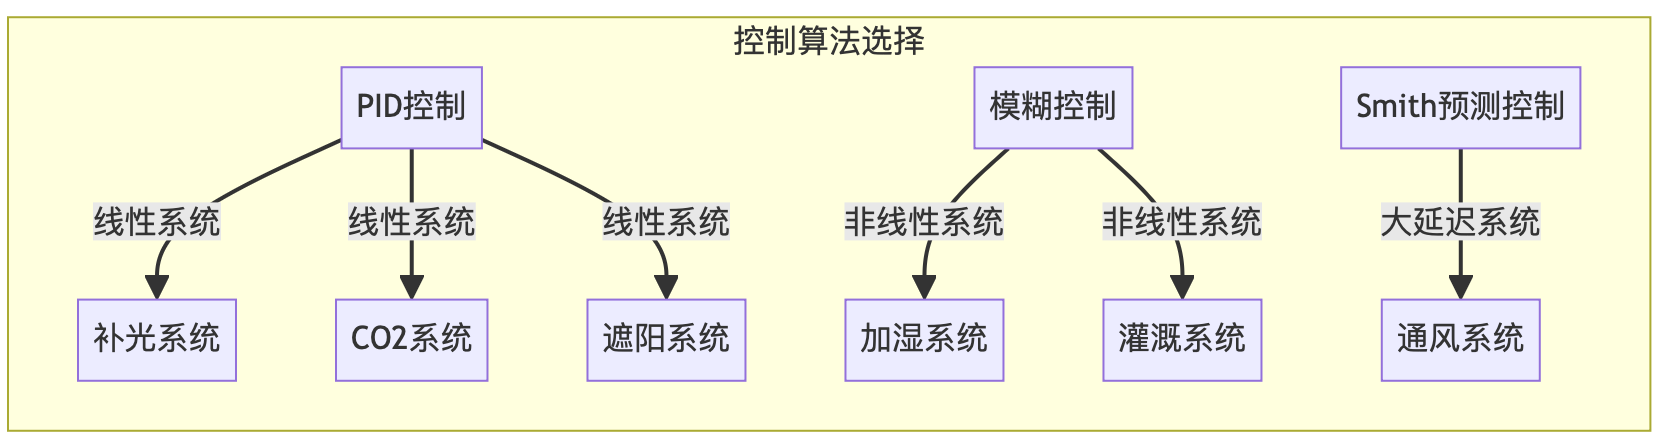 控制算法选择
PID控制
模糊控制
Smith预测控制
线性系统
线性系统
线性系统
非线性系统
非线性系统
大延迟系统
补光系统
CO2系统
遮阳系统
加湿系统
灌溉系统
通风系统